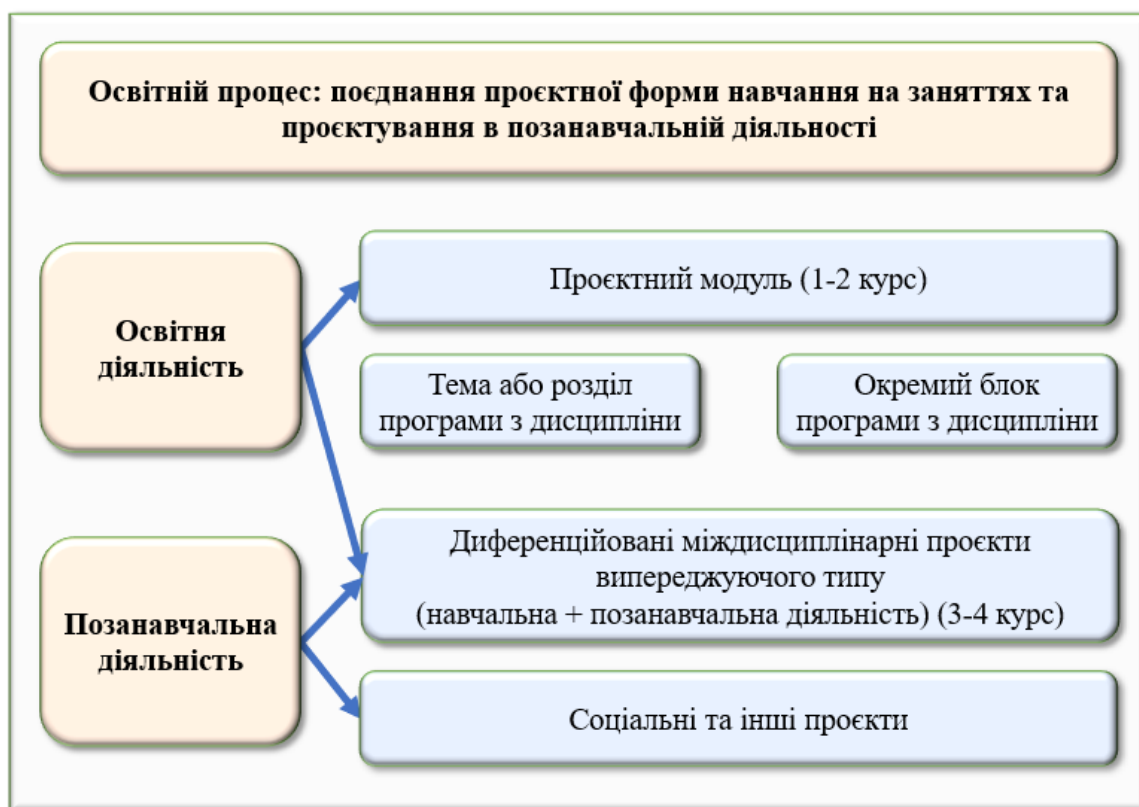 Освітній процес: поєднання проєктної форми навчання на заняттях та
проєктування в позанавчальній діяльності
Освітня
діяльність
Проєктний модуль (1-2 курс)
Тема або розділ
програми з дисципліни
Окремий блок
програми з дисципліни
Диференційовані міждисциплінарні проєкти
випереджуючого типу
(навчальна + позанавчальна діяльність) (3-4 курс)
Позанавчальна
діяльність
Соціальні та інші проєкти